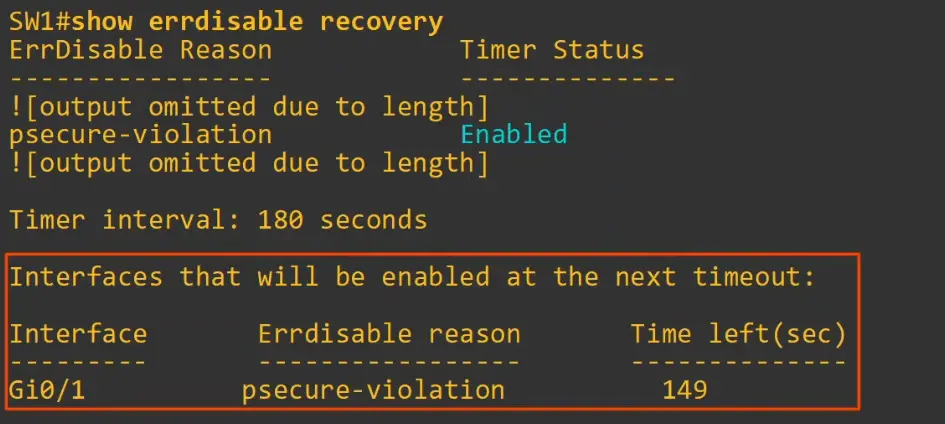 SW1#show errdisable recovery
ErrDisable Reason Timer Status
----------------- --------------
![output omitted due to length]
psecure-violation Enabled
![output omitted due to length]
Timer interval: 180 seconds
Interfaces that will be enabled at the next timeout:
Interface Errdisable reason Time left(sec)
--------- ----------------- --------------
Gi0/1 psecure-violation 149